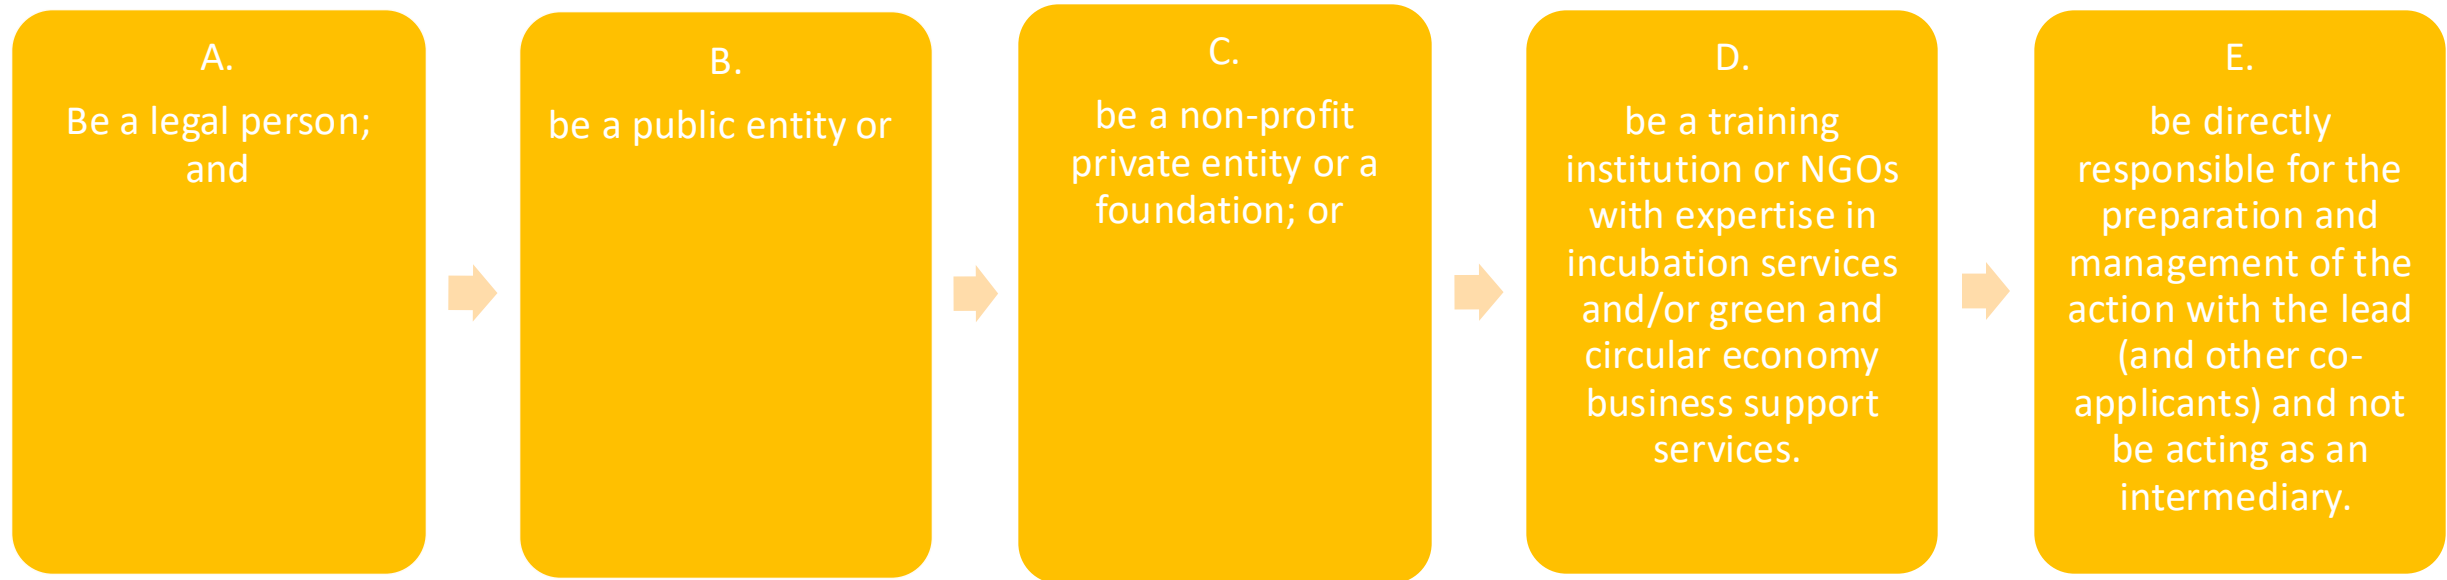 A.
Be a legal person;
and
B.
be a public entity or
C.
be a non-profit
private entity or a
foundation; or
D.
be a training
institution or NGOs
with expertise in
incubation services
and/or green and
circular economy
business support
services.
E.
be directly
responsible for the
preparation and
management of the
action with the lead
(and other co-
applicants) and not
be acting as an
intermediary.